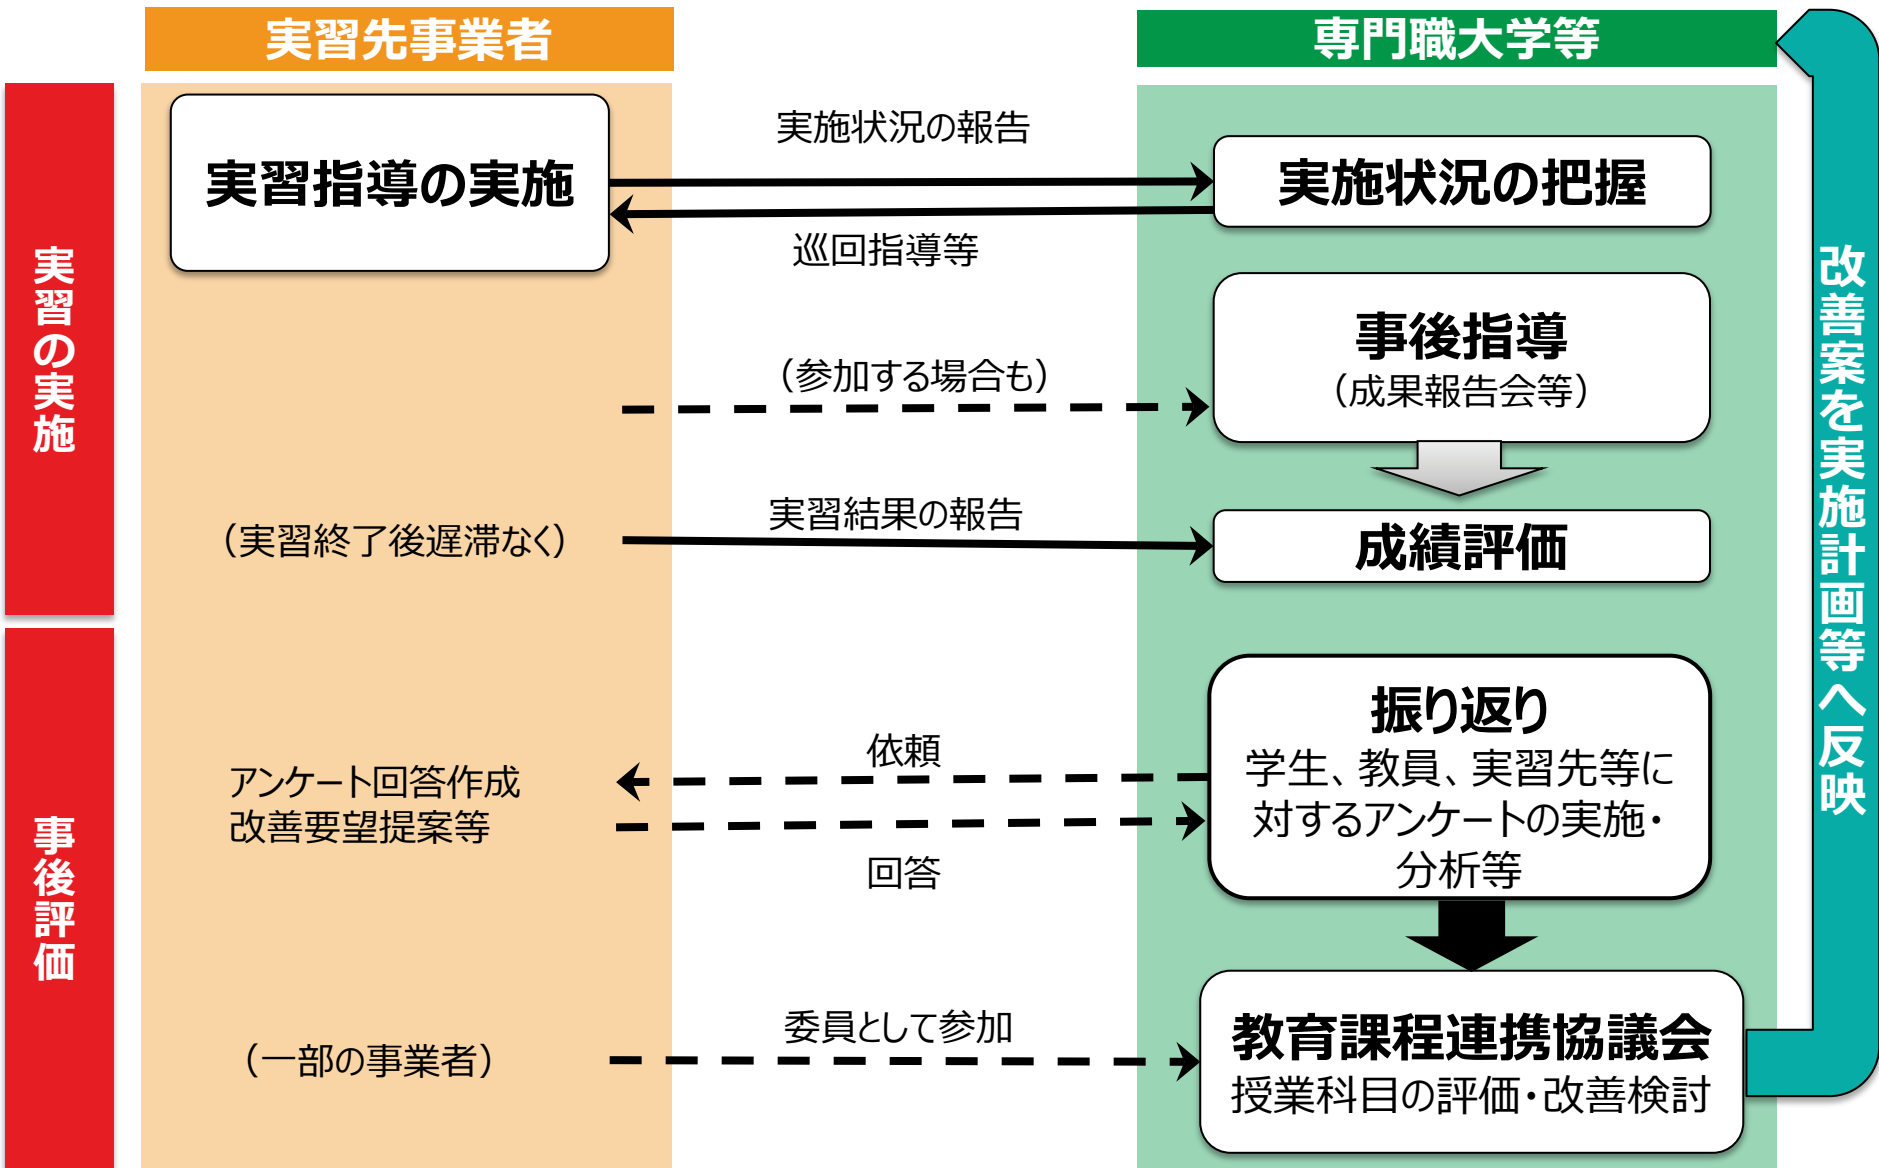 実習先事業者
専門職大学等
実習の実施
実習指導の実施
実施状況の報告
巡回指導等
実施状況の把握
（参加する場合も）
事後指導
（成果報告会等）
（実習終了後遅滞なく）
実習結果の報告
成績評価
事後評価
アンケート回答作成
改善要望提案等
依頼
回答
振り返り
学生、教員、実習先等に
対するアンケートの実施・
分析等
（一部の事業者）
委員として参加
教育課程連携協議会
授業科目の評価・改善検討
改善案を実施計画等へ反映